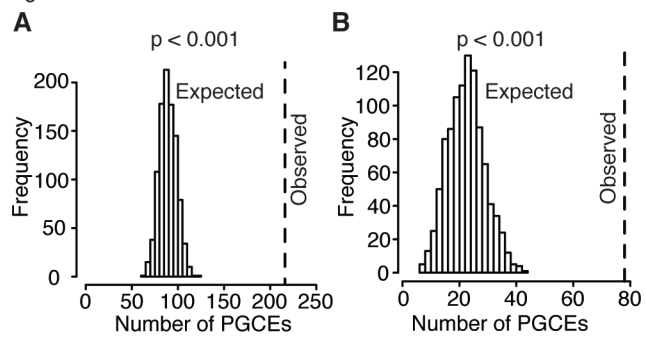 A
p < 0.001
Expected
Observed
Frequency
200
150
100
50
0
0 50 100 150 200 250
Number of PGCEs
B
p < 0.001
Expected
Observed
Frequency
120
100
80
60
40
20
0
0 20 40 60 80
Number of PGCEs